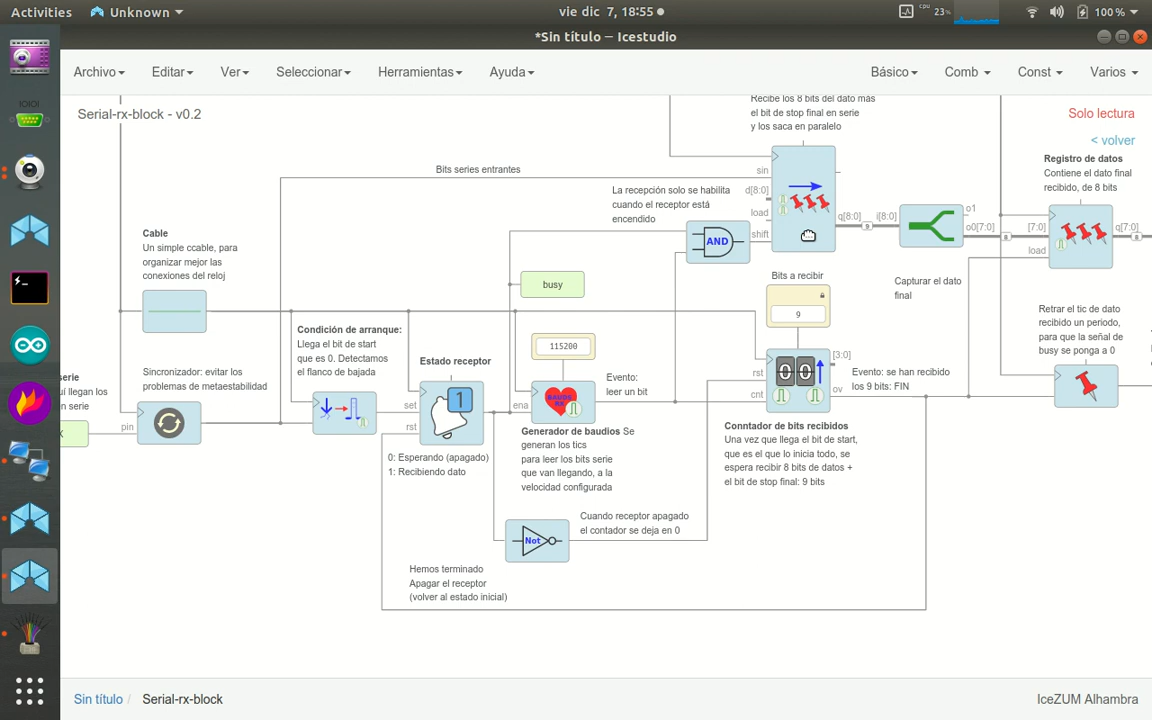 Activities
Unknown
vie dic 7, 18:55
cpu
23%
100%
*Sin título – Icestudio
Archivo
Editar
Ver
Seleccionar
Herramientas
Ayuda
Básico
Comb
Const
Varios
Serial-rx-block - v0.2
Solo lectura
< volver
Recibe los 8 bits del dato más
el bit de stop final en serie
y los saca en paralelo
Registro de datos
Contiene el dato final
recibido, de 8 bits
Bits series entrantes
sin
d[8:0]
load
shift
q[8:0]
9
i[8:0]
o1
o0[7:0]
8
[7:0]
load
q[7:0]
8
La recepción solo se habilita
cuando el receptor está
encendido
AND
Cable
Un simple ccable, para
organizar mejor las
conexiones del reloj
busy
Bits a recibir
9
Capturar el dato
final
Retrar el tic de dato
recibido un periodo,
para que la señal de
busy se ponga a 0
Condición de arranque:
Llega el bit de start
que es 0. Detectamos
el flanco de bajada
Estado receptor
115200
Evento:
leer un bit
rst
cnt
00
[3:0]
ov
Evento: se han recibido
los 9 bits: FIN
Sincronizador: evitar los
problemas de metaestabilidad
serie
llegan los
n serie
X
pin
set
rst
1
ena
BAUDS
RX
0: Esperando (apagado)
1: Recibiendo dato
Generador de baudios Se
generan los tics
para leer los bits serie
que van llegando, a la
velocidad configurada
Conntador de bits recibidos
Una vez que llega el bit de start,
que es el que lo inicia todo, se
espera recibir 8 bits de datos +
el bit de stop final: 9 bits
Cuando receptor apagado
el contador se deja en 0
Not
Hemos terminado
Apagar el receptor
(volver al estado inicial)
Sin título / Serial-rx-block
IceZUM Alhambra